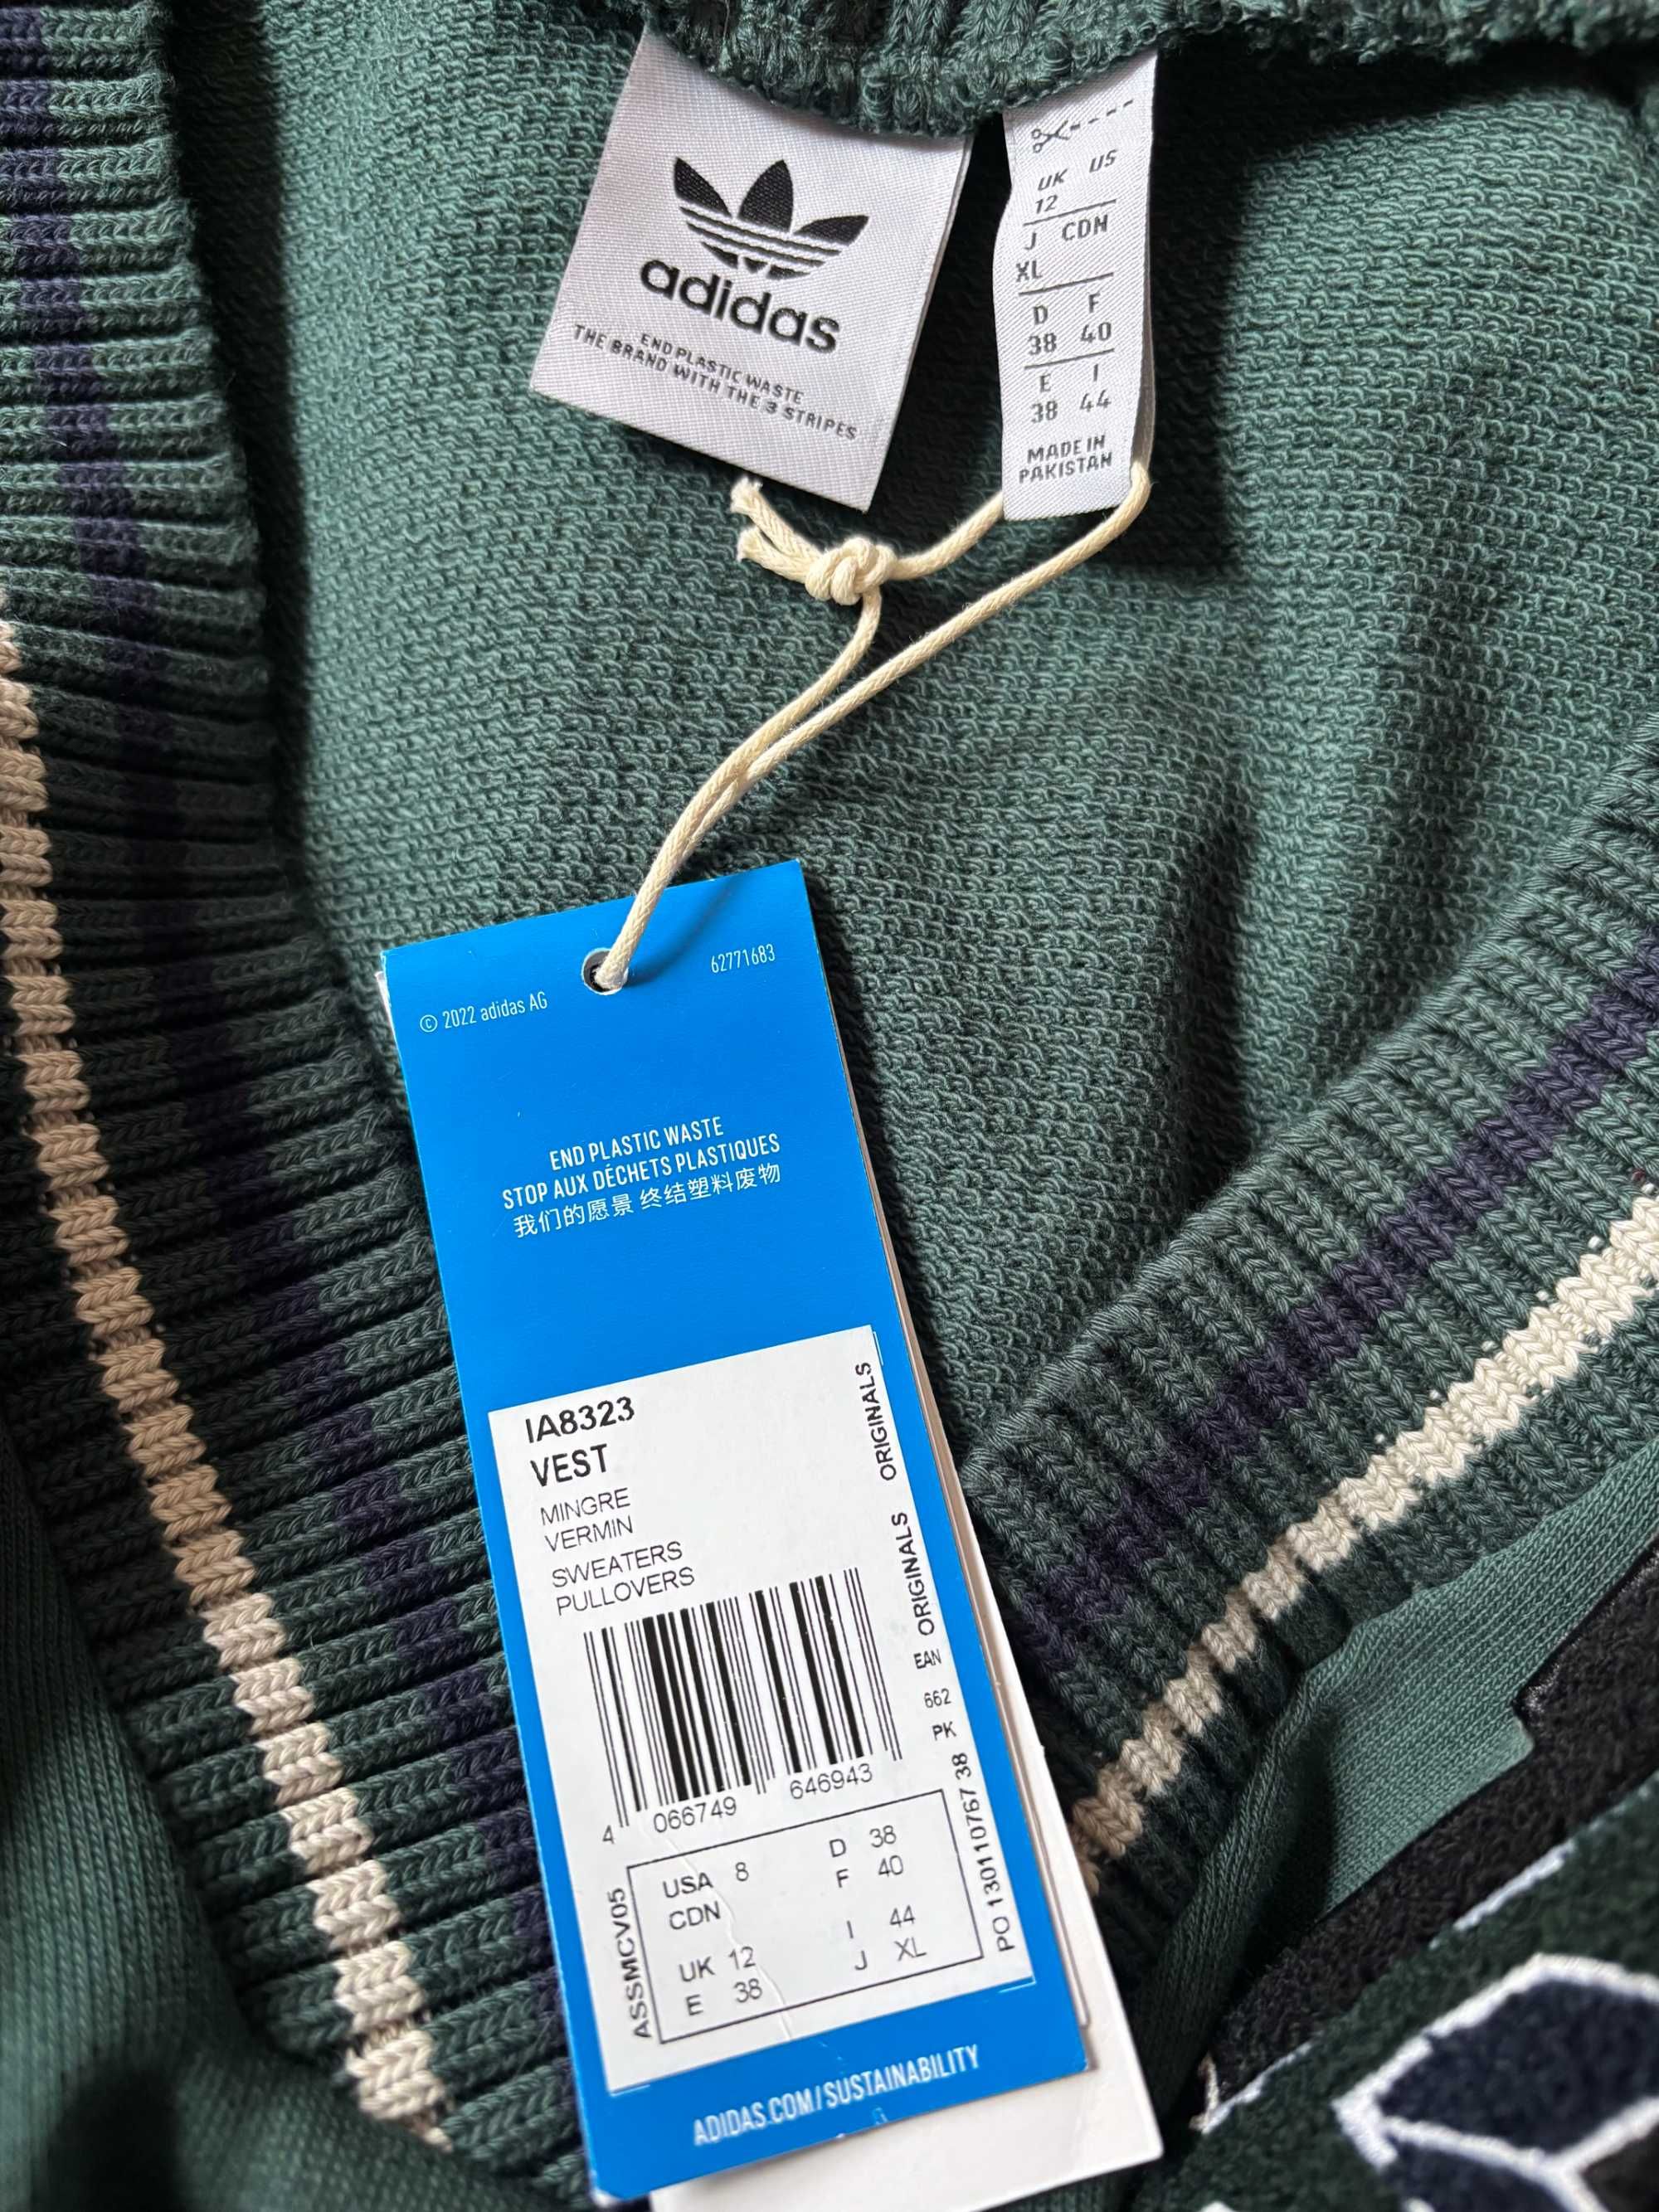 adidas
END PLASTIC WASTE
THE BRAND WITH THE 3 STRIPES
UK US
12
J CDN
XL
D F
38 40
E I
38 44
MADE IN
PAKISTAN
62771683
© 2022 adidas AG
END PLASTIC WASTE
STOP AUX DÉCHETS PLASTIQUES
我们的愿景 终结塑料废物
IA8323
VEST
MINGRE
VERMIN
SWEATERS
PULLOVERS
ORIGINALS ORIGINALS
EAN
662
PK
PO 130110767 38
4 066749 646943
ASSMCV05
USA 8 D 38
CDN F 40
UK 12 I 44
E 38 J XL
ADIDAS.COM/SUSTAINABILITY